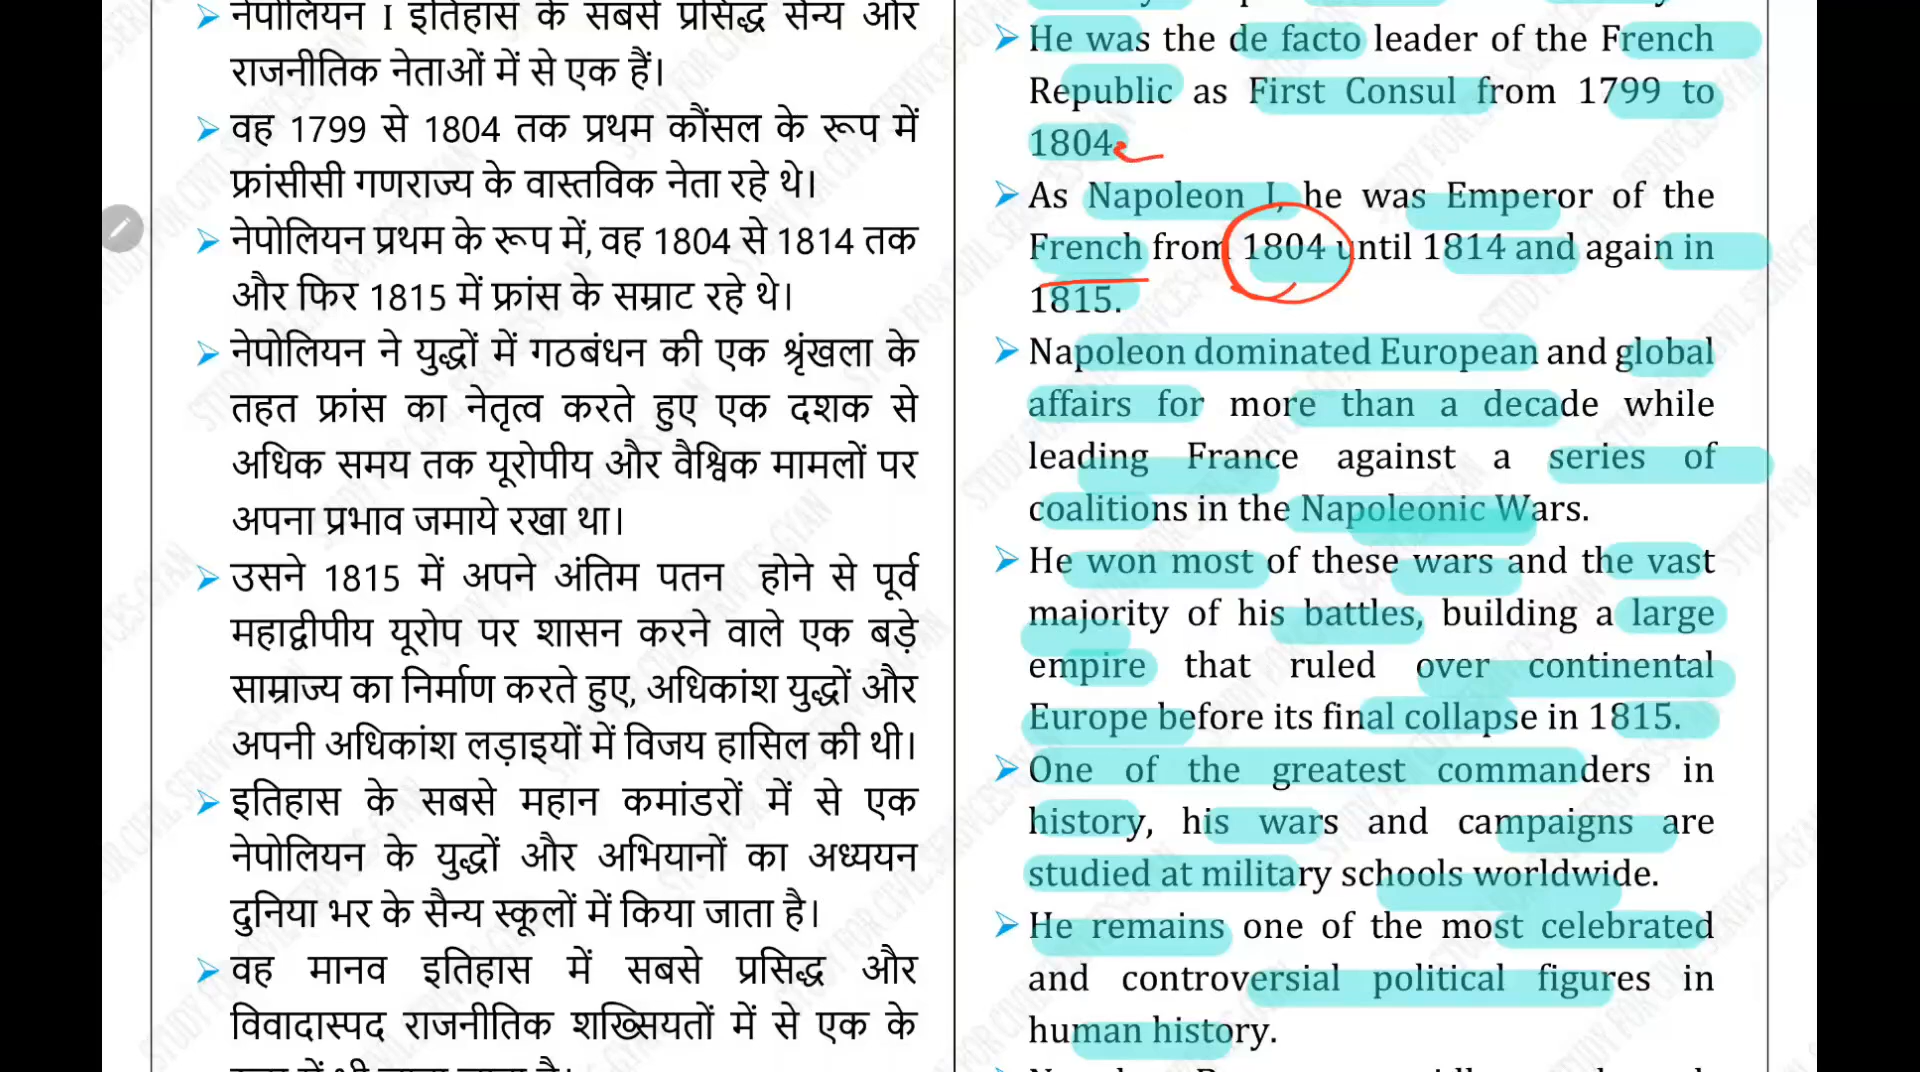 नेपोलियन I इतिहास के सबसे प्रसिद्ध सैन्य और
राजनीतिक नेताओं में से एक हैं।
➤ वह 1799 से 1804 तक प्रथम कौंसल के रूप में
फ्रांसीसी गणराज्य के वास्तविक नेता रहे थे।
➤ नेपोलियन प्रथम के रूप में, वह 1804 से 1814 तक
और फिर 1815 में फ्रांस के सम्राट रहे थे।
➤ नेपोलियन ने युद्धों में गठबंधन की एक श्रृंखला के
तहत फ्रांस का नेतृत्व करते हुए एक दशक से
अधिक समय तक यूरोपीय और वैश्विक मामलों पर
अपना प्रभाव जमाये रखा था।
➤ उसने 1815 में अपने अंतिम पतन होने से पूर्व
महाद्वीपीय यूरोप पर शासन करने वाले एक बड़े
साम्राज्य का निर्माण करते हुए, अधिकांश युद्धों और
अपनी अधिकांश लड़ाइयों में विजय हासिल की थी।
➤ इतिहास के सबसे महान कमांडरों में से एक
नेपोलियन के युद्धों और अभियानों का अध्ययन
दुनिया भर के सैन्य स्कूलों में किया जाता है।
➤ वह मानव इतिहास में सबसे प्रसिद्ध और
विवादास्पद राजनीतिक शख्सियतों में से एक के
➤ He was the de facto leader of the French
Republic as First Consul from 1799 to
1804.
➤ As Napoleon I, he was Emperor of the
French from 1804 until 1814 and again in
1815.
➤ Napoleon dominated European and global
affairs for more than a decade while
leading France against a series of
coalitions in the Napoleonic Wars.
➤ He won most of these wars and the vast
majority of his battles, building a large
empire that ruled over continental
Europe before its final collapse in 1815.
➤ One of the greatest commanders in
history, his wars and campaigns are
studied at military schools worldwide.
➤ He remains one of the most celebrated
and controversial political figures in
human history.